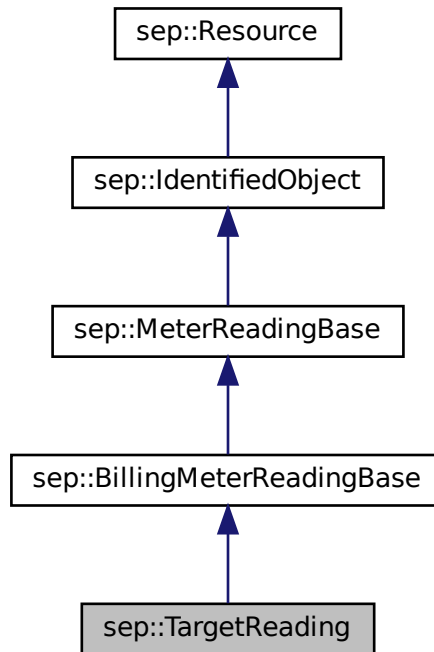 sep::Resource
sep::IdentifiedObject
sep::MeterReadingBase
sep::BillingMeterReadingBase
sep::TargetReading